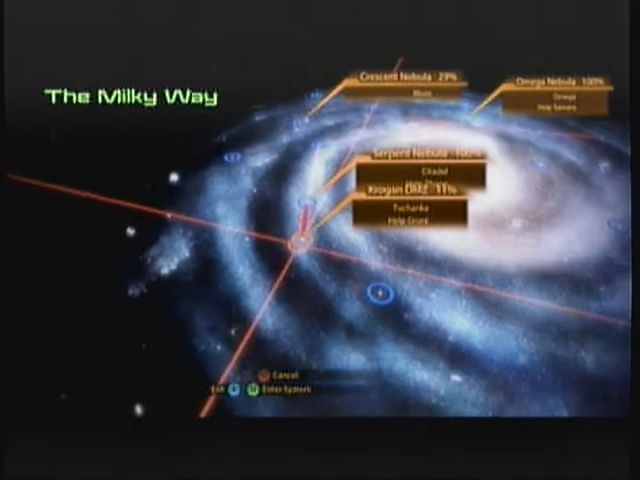 Crescent Nebula 29%
Illium
Omega Nebula 100%
Omega
The Milky Way
Serpent Nebula 100%
Citadel
Krogan DMZ 11%
Tuchanka
Help Grunt
Cancel
Exit
Enter System